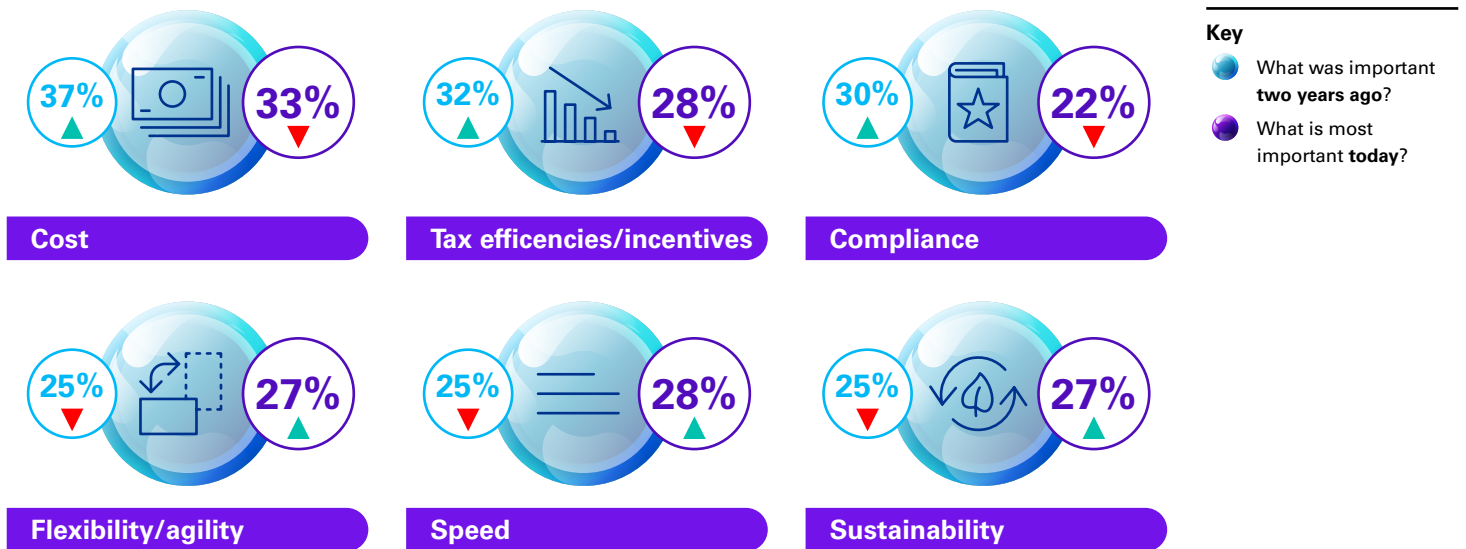 37%
33%
Cost
32%
28%
Tax efficencies/incentives
30%
22%
Compliance
Key
What was important
two years ago?
What is most
important today?
25%
27%
Flexibility/agility
25%
28%
Speed
25%
27%
Sustainability